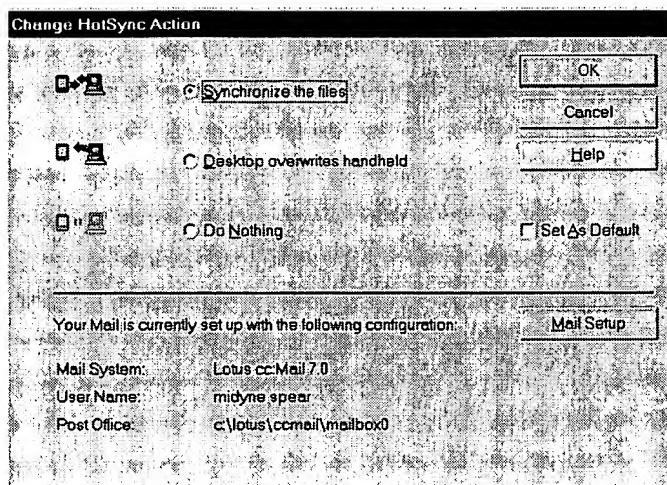 Change HotSync Action
Synchronize the files
OK
Cancel
Desktop overwrites handheld
Help
Do Nothing
Set As Default
Your Mail is currently set up with the following configuration:
Mail Setup
Mail System: Lotus cc:Mail 7.0
User Name: midyne spear
Post Office: c:\lotus\ccmail\mailbox0